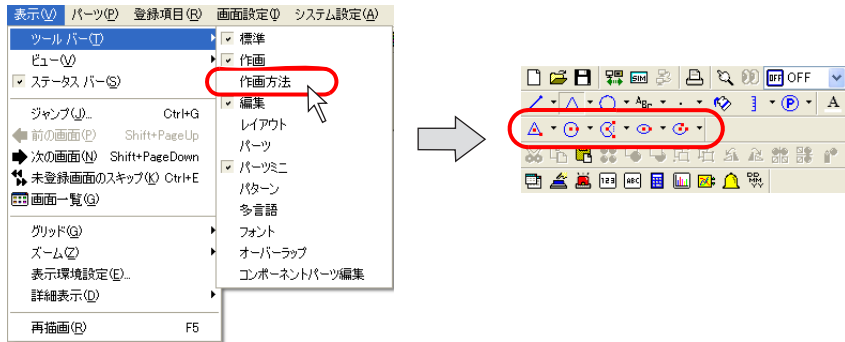 表示(V) パーツ(P) 登録項目(R) 画面設定(I) システム設定(A)
ツール バー(T)
ビュー(V)
ステータス バー(S)
ジャンプ(J)... Ctrl+G
前の画面(P) Shift+PageUp
次の画面(N) Shift+PageDown
未登録画面のスキップ(K) Ctrl+E
画面一覧(G)
グリッド(G)
ズーム(Z)
表示環境設定(E)...
詳細表示(D)
再描画(R) F5
標準
作画
作画方法
編集
レイアウト
パーツ
パーツミニ
パターン
多言語
フォント
オーバーラップ
コンポーネントパーツ編集
SIM OFF OFF
ABC P A
123 ABC